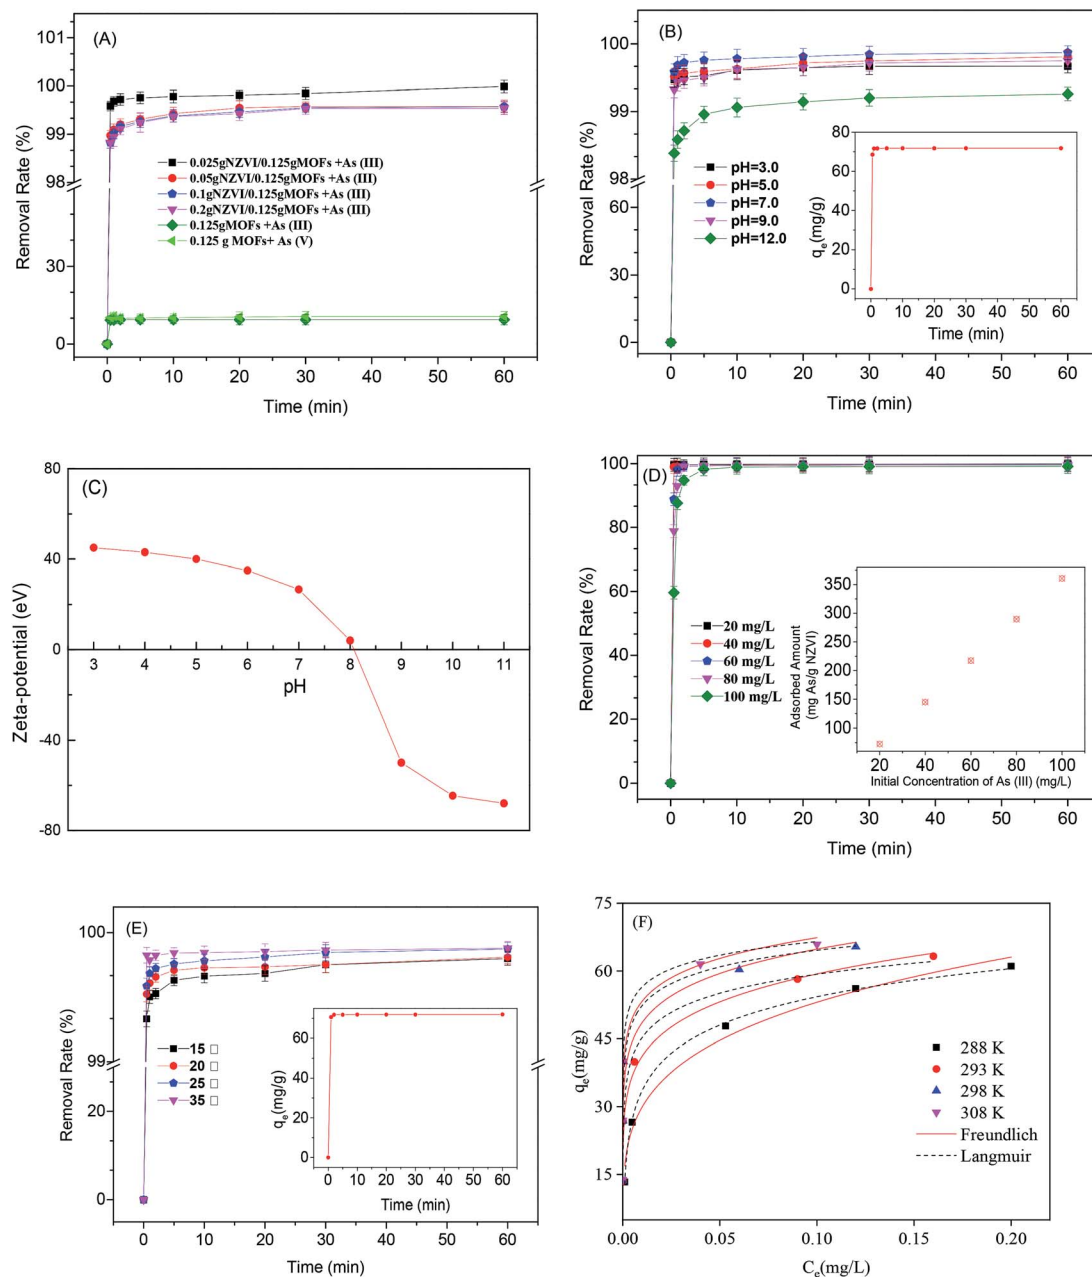 (A)
Removal Rate (%)
101
100
99
98
30
0
0.025gNZVI/0.125gMOFs +As (III)
0.05gNZVI/0.125gMOFs +As (III)
0.1gNZVI/0.125gMOFs +As (III)
0.2gNZVI/0.125gMOFs +As (III)
0.125gMOFs +As (III)
0.125 g MOFs+ As (V)
0 10 20 30 40 50 60
Time (min)
(B)
Removal Rate (%)
100
99
98
60
30
0
pH=3.0
pH=5.0
pH=7.0
pH=9.0
pH=12.0
qe(mg/g)
80
60
40
20
0
0 10 20 30 40 50 60
Time (min)
0 10 20 30 40 50 60
Time (min)
(C)
Zeta-potential (eV)
80
40
0
-40
-80
3 4 5 6 7 8 9 10 11
pH
(D)
Removal Rate (%)
100
80
60
40
20
0
20 mg/L
40 mg/L
60 mg/L
80 mg/L
100 mg/L
Adsorbed Amount
(mg As/g NZVI)
350
300
250
200
150
100
20 40 60 80 100
Initial Concentration of As (III) (mg/L)
0 10 20 30 40 50 60
Time (min)
(E)
Removal Rate (%)
100
99
20
0
15 □
20 □
25 □
35 □
qe(mg/g)
60
40
20
0
0 10 20 30 40 50 60
Time (min)
0 10 20 30 40 50 60
Time (min)
(F)
qe(mg/g)
75
60
45
30
15
288 K
293 K
298 K
308 K
Freundlich
Langmuir
0.00 0.05 0.10 0.15 0.20
Ce(mg/L)